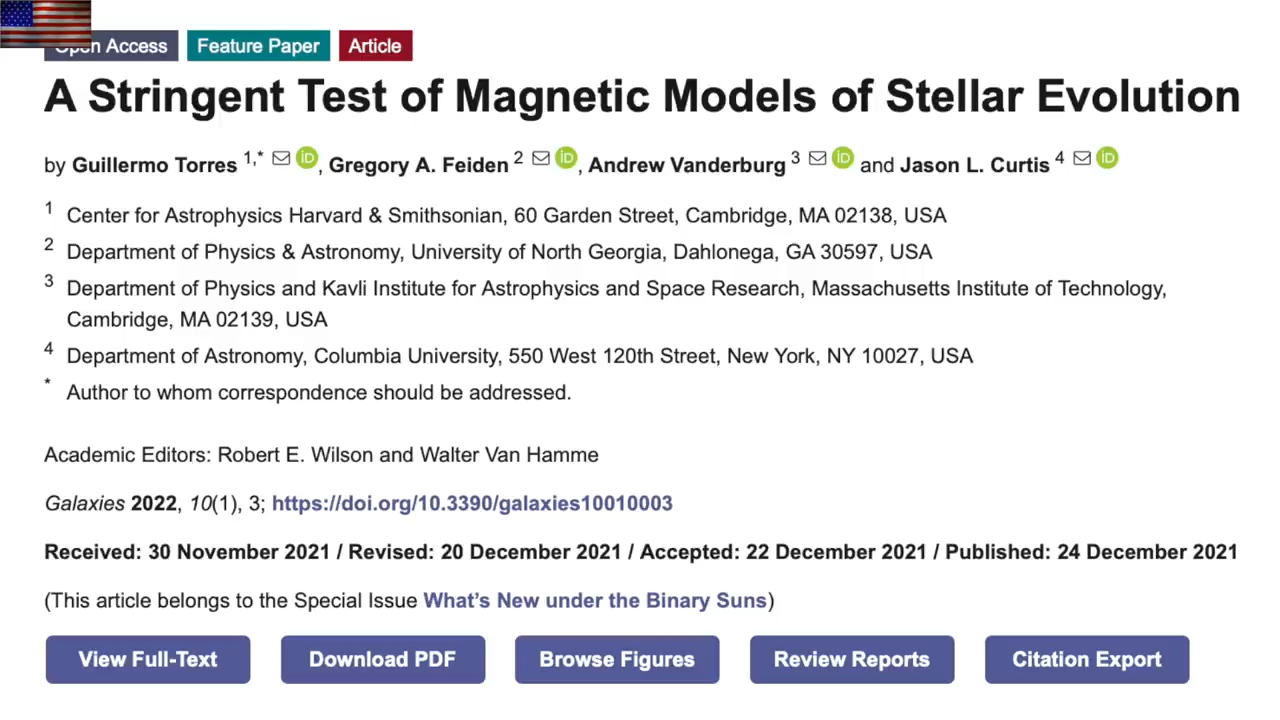 Open Access Feature Paper Article
A Stringent Test of Magnetic Models of Stellar Evolution
by Guillermo Torres 1,* iD, Gregory A. Feiden 2 iD, Andrew Vanderburg 3 iD and Jason L. Curtis 4 iD
1 Center for Astrophysics Harvard & Smithsonian, 60 Garden Street, Cambridge, MA 02138, USA
2 Department of Physics & Astronomy, University of North Georgia, Dahlonega, GA 30597, USA
3 Department of Physics and Kavli Institute for Astrophysics and Space Research, Massachusetts Institute of Technology,
Cambridge, MA 02139, USA
4 Department of Astronomy, Columbia University, 550 West 120th Street, New York, NY 10027, USA
* Author to whom correspondence should be addressed.
Academic Editors: Robert E. Wilson and Walter Van Hamme
Galaxies 2022, 10(1), 3; https://doi.org/10.3390/galaxies10010003
Received: 30 November 2021 / Revised: 20 December 2021 / Accepted: 22 December 2021 / Published: 24 December 2021
(This article belongs to the Special Issue What's New under the Binary Suns)
View Full-Text Download PDF Browse Figures Review Reports Citation Export